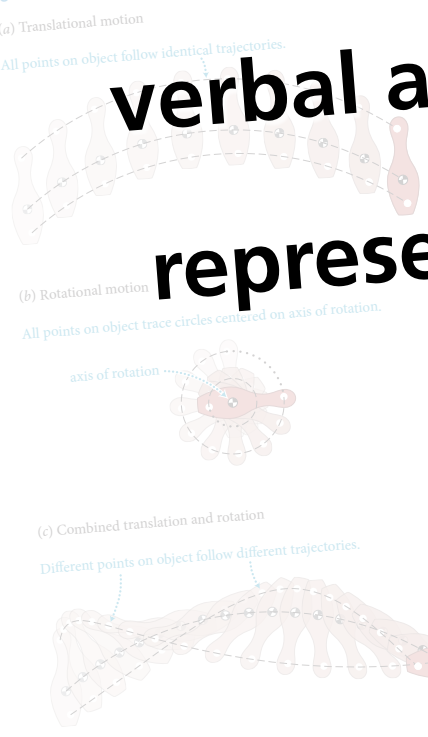 (a) Translational motion
All points on object follow identical trajectories.
verbal a
represe
(b) Rotational motion
All points on object trace circles centered on axis of rotation.
axis of rotation
(c) Combined translation and rotation
Different points on object follow different trajectories.